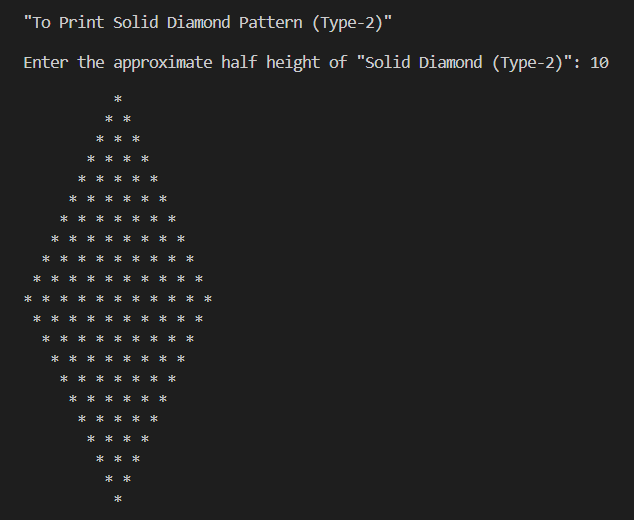 "To Print Solid Diamond Pattern (Type-2)"
Enter the approximate half height of "Solid Diamond (Type-2)": 10
          *
         * *
        * * *
       * * * *
      * * * * *
     * * * * * *
    * * * * * * *
   * * * * * * * *
  * * * * * * * * *
 * * * * * * * * * *
* * * * * * * * * * *
 * * * * * * * * * *
  * * * * * * * * *
   * * * * * * * *
    * * * * * * *
     * * * * * *
      * * * * *
       * * * *
        * * *
         * *
          *